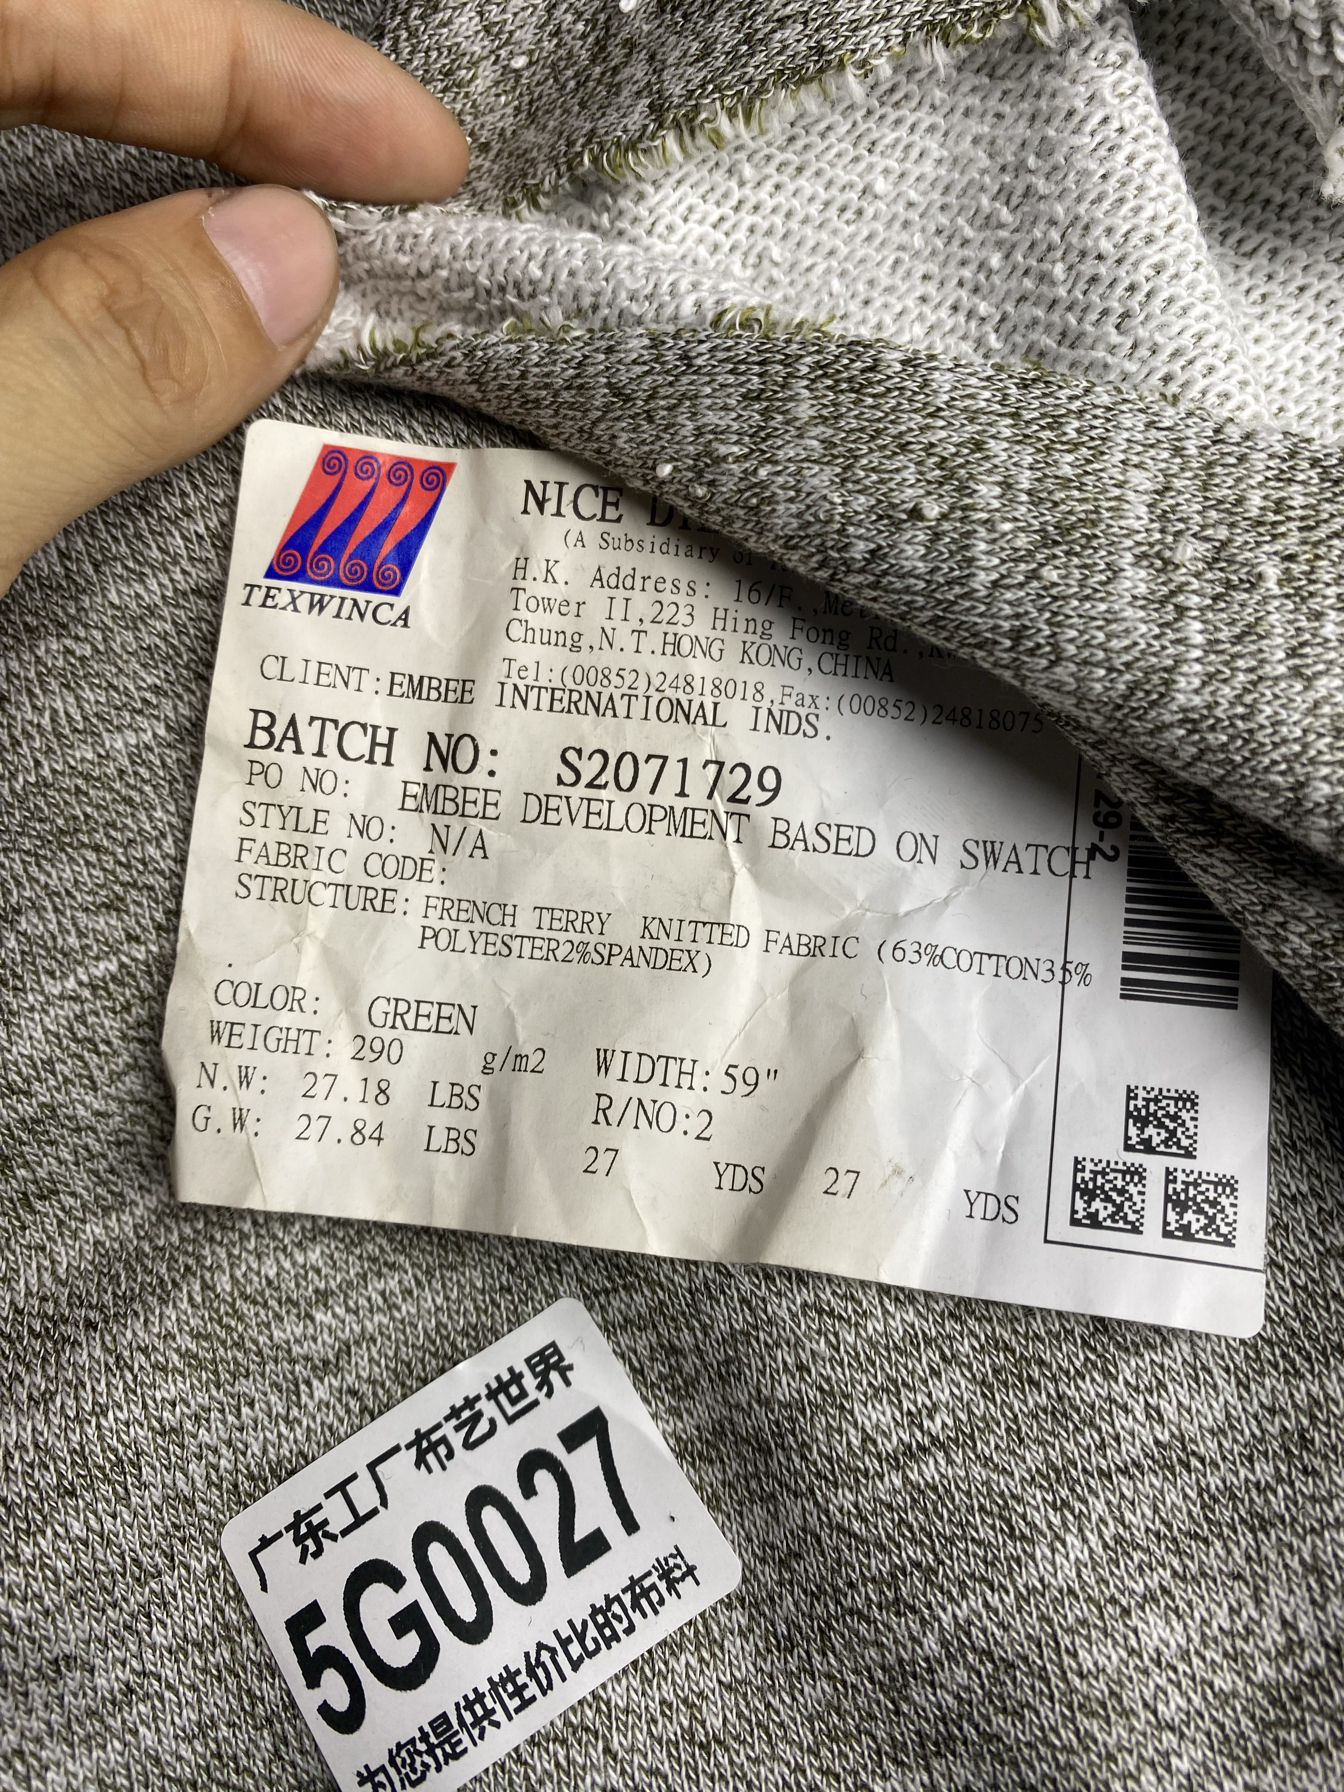 TEXWINCA
NICE
(A Subsidiary of
H.K. Address: 16/F.,
Tower II,223 Hing Fong Rd.,
Chung,N.T.HONG KONG,CHINA
Tel:(00852)24818018,Fax:(00852)24818075
CLIENT:EMBEE INTERNATIONAL INDS.
BATCH NO: S2071729
PO NO: EMBEE DEVELOPMENT BASED ON SWATCH
STYLE NO: N/A
FABRIC CODE:
STRUCTURE: FRENCH TERRY KNITTED FABRIC (63%COTTON35%
POLYESTER2%SPANDEX)
COLOR: GREEN
WEIGHT: 290 g/m2 WIDTH: 59"
N.W: 27.18 LBS R/NO:2
G.W: 27.84 LBS 27 YDS 27 YDS
29-2
广东工厂布艺世界
5G0027
为您提供性价比的布料